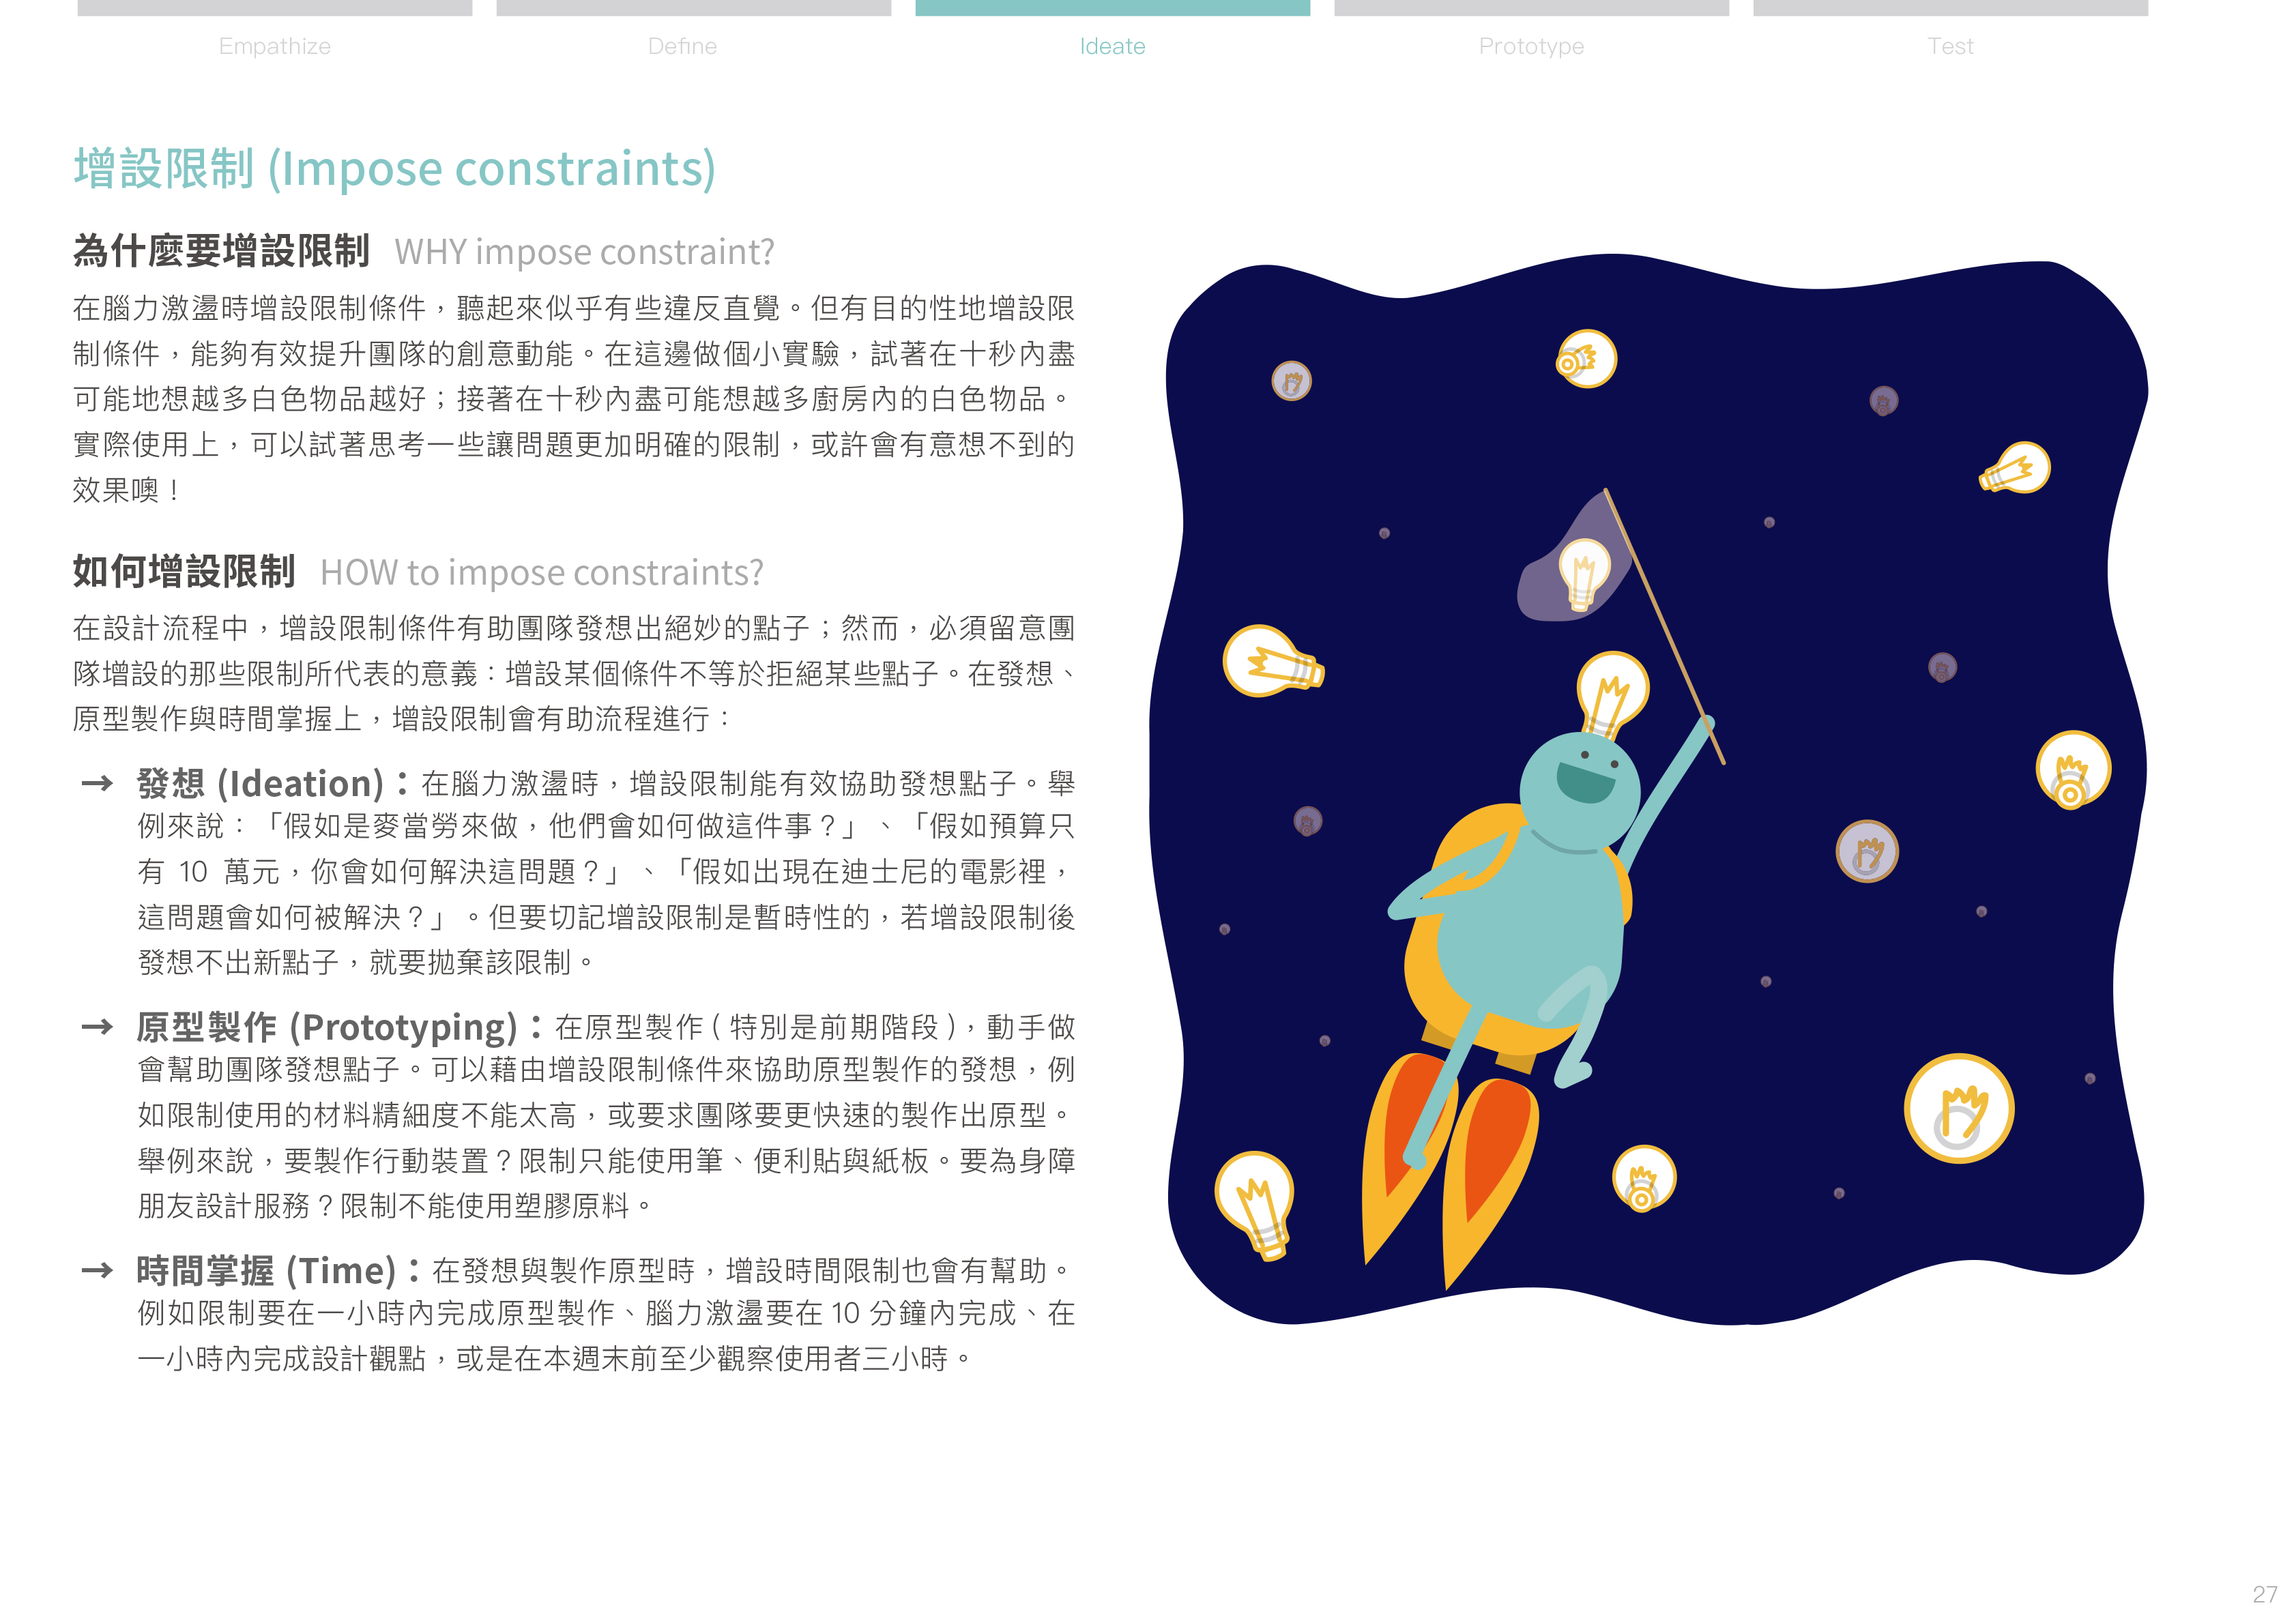 Empathize
Define
Ideate
Prototype
Test
增設限制 (Impose constraints)
為什麼要增設限制 WHY impose constraint?
在腦力激盪時增設限制條件，聽起來似乎有些違反直覺。但有目的性地增設限
制條件，能夠有效提升團隊的創意動能。在這邊做個小實驗，試著在十秒內盡
可能地想越多白色物品越好；接著在十秒內盡可能想越多廚房內的白色物品。
實際使用上，可以試著思考一些讓問題更加明確的限制，或許會有意想不到的
效果噢！
如何增設限制 HOW to impose constraints?
在設計流程中，增設限制條件有助團隊發想出絕妙的點子；然而，必須留意團
隊增設的那些限制所代表的意義：增設某個條件不等於拒絕某些點子。在發想、
原型製作與時間掌握上，增設限制會有助流程進行：
→ 發想 (Ideation)：在腦力激盪時，增設限制能有效協助發想點子。舉
例來說：「假如是麥當勞來做，他們會如何做這件事？」、「假如預算只
有 10 萬元，你會如何解決這問題？」、「假如出現在迪士尼的電影裡，
這問題會如何被解決？」。但要切記增設限制是暫時性的，若增設限制後
發想不出新點子，就要拋棄該限制。
→ 原型製作 (Prototyping)：在原型製作 ( 特別是前期階段 )，動手做
會幫助團隊發想點子。可以藉由增設限制條件來協助原型製作的發想，例
如限制使用的材料精細度不能太高，或要求團隊要更快速的製作出原型。
舉例來說，要製作行動裝置？限制只能使用筆、便利貼與紙板。要為身障
朋友設計服務？限制不能使用塑膠原料。
→ 時間掌握 (Time)：在發想與製作原型時，增設時間限制也會有幫助。
例如限制要在一小時內完成原型製作、腦力激盪要在 10 分鐘內完成、在
一小時內完成設計觀點，或是在本週末前至少觀察使用者三小時。
27